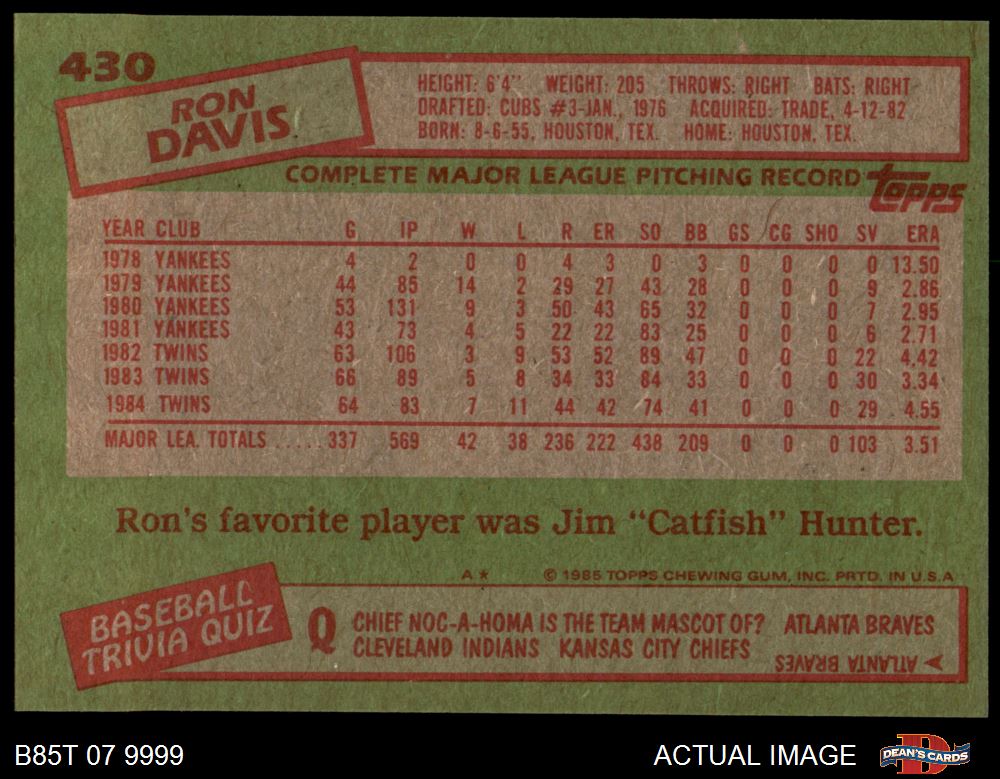 430
RON
DAVIS
HEIGHT: 6'4" WEIGHT: 205 THROWS: RIGHT BATS: RIGHT
DRAFTED: CUBS #3-JAN., 1976 ACQUIRED: TRADE, 4-12-82
BORN: 8-6-55, HOUSTON, TEX. HOME: HOUSTON, TEX.
COMPLETE MAJOR LEAGUE PITCHING RECORD topps
YEAR CLUB G IP W L R ER SO BB GS CG SHO SV ERA
1978 YANKEES 4 2 0 0 4 3 0 3 0 0 0 0 13.50
1979 YANKEES 44 85 14 2 29 27 43 28 0 0 0 9 2.86
1980 YANKEES 53 131 9 3 50 43 65 32 0 0 0 7 2.95
1981 YANKEES 43 73 4 5 22 22 83 25 0 0 0 6 2.71
1982 TWINS 63 106 3 9 53 52 89 47 0 0 0 22 4.42
1983 TWINS 66 89 5 8 34 33 84 33 0 0 0 30 3.34
1984 TWINS 64 83 7 11 44 42 74 41 0 0 0 29 4.55
MAJOR LEA. TOTALS ..... 337 569 42 38 236 222 438 209 0 0 0 103 3.51
Ron's favorite player was Jim "Catfish" Hunter.
A* © 1985 TOPPS CHEWING GUM, INC. PRTD. IN U.S.A
BASEBALL
TRIVIA QUIZ
Q CHIEF NOC-A-HOMA IS THE TEAM MASCOT OF? ATLANTA BRAVES
CLEVELAND INDIANS KANSAS CITY CHIEFS
ATLANTA BRAVES
B85T 07 9999
ACTUAL IMAGE
D
DEAN'S CARDS